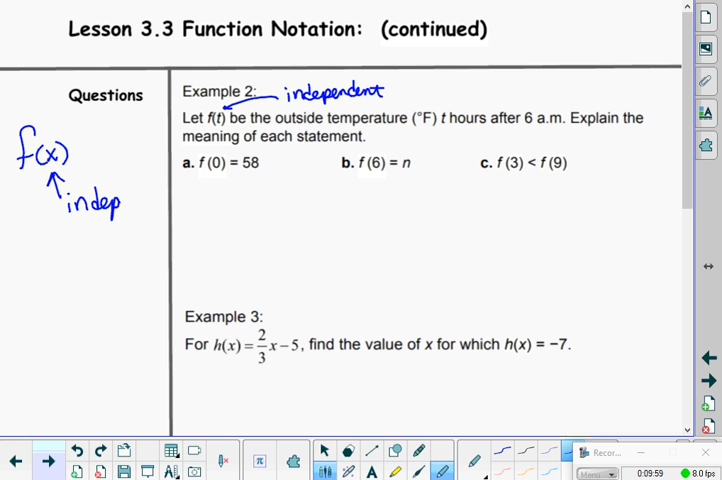 Lesson 3.3 Function Notation: (continued)
Questions
Example 2:
independent
Let f(t) be the outside temperature (°F) t hours after 6 a.m. Explain the
meaning of each statement.
a. f (0) = 58
b. f (6) = n
c. f (3) < f (9)
f(x)
indep
Example 3:
For h(x) = 2/3 x − 5, find the value of x for which h(x) = −7.
Recor...
Menu
0:09:59
8.0 fps